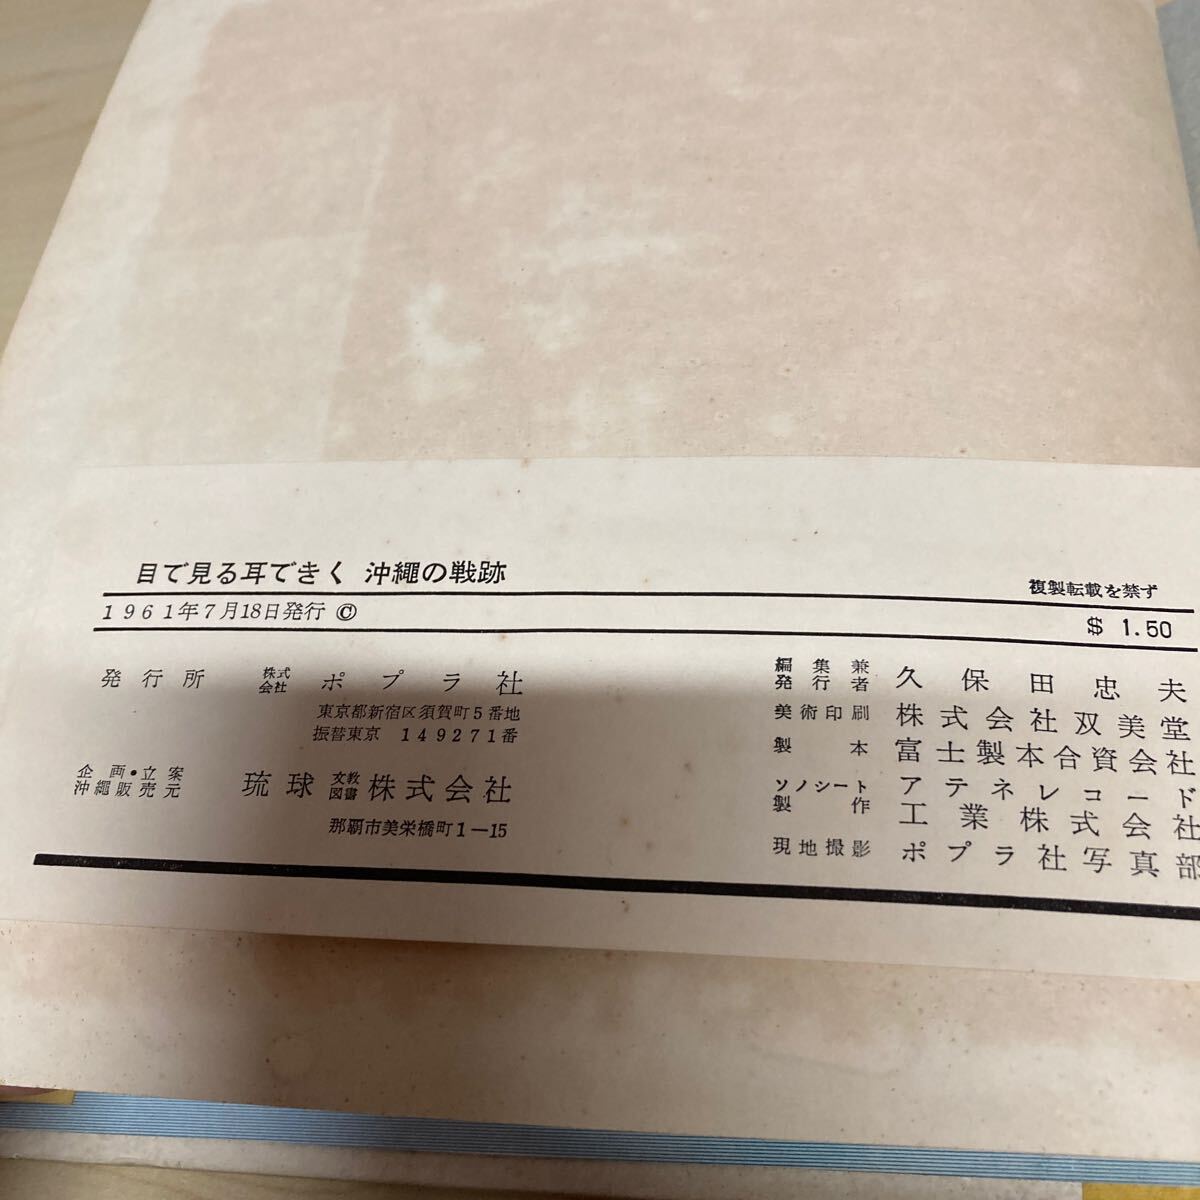 目で見る耳できく 沖繩の戦跡
複製転載を禁ず
1961年7月18日発行 ©
$ 1.50
発行所 株式会社 ポプラ社
東京都新宿区須賀町5番地
振替東京 149271番
企画・立案
沖繩販売元
琉球文教図書株式会社
那覇市美栄橋町1－15
編集兼発行者 久保田忠夫
美術印刷 株式会社双美堂
製本 富士製本合資会社
ソノシート製作 アテネレコード
工業株式会社
現地撮影 ポプラ社写真部